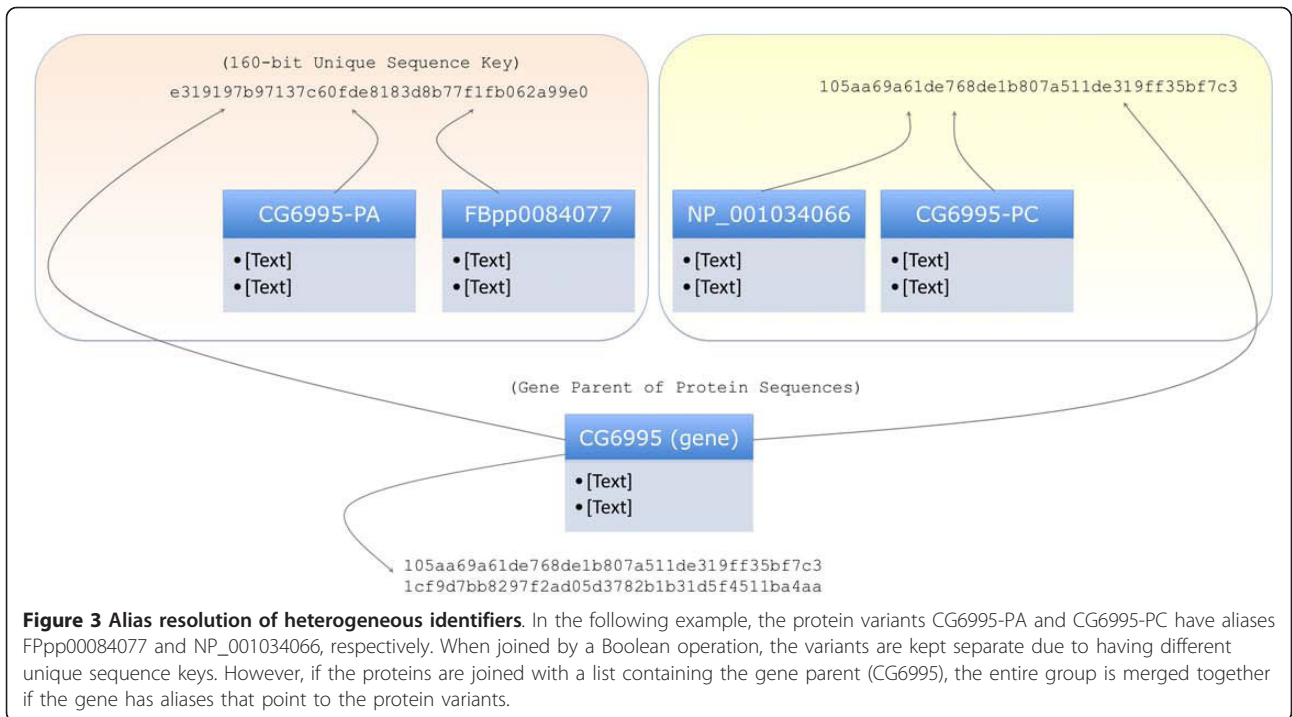 (160-bit Unique Sequence Key)
e319197b97137c60fde8183d8b77f1fb062a99e0
105aa69a61de768de1b807a511de319ff35bf7c3
CG6995-PA
• [Text]
• [Text]
FBpp0084077
• [Text]
• [Text]
NP_001034066
• [Text]
• [Text]
CG6995-PC
• [Text]
• [Text]
(Gene Parent of Protein Sequences)
CG6995 (gene)
• [Text]
• [Text]
105aa69a61de768de1b807a511de319ff35bf7c3
1cf9d7bb8297f2ad05d3782b1b31d5f4511ba4aa
Figure 3 Alias resolution of heterogeneous identifiers. In the following example, the protein variants CG6995-PA and CG6995-PC have aliases
FPpp00084077 and NP_001034066, respectively. When joined by a Boolean operation, the variants are kept separate due to having different
unique sequence keys. However, if the proteins are joined with a list containing the gene parent (CG6995), the entire group is merged together
if the gene has aliases that point to the protein variants.